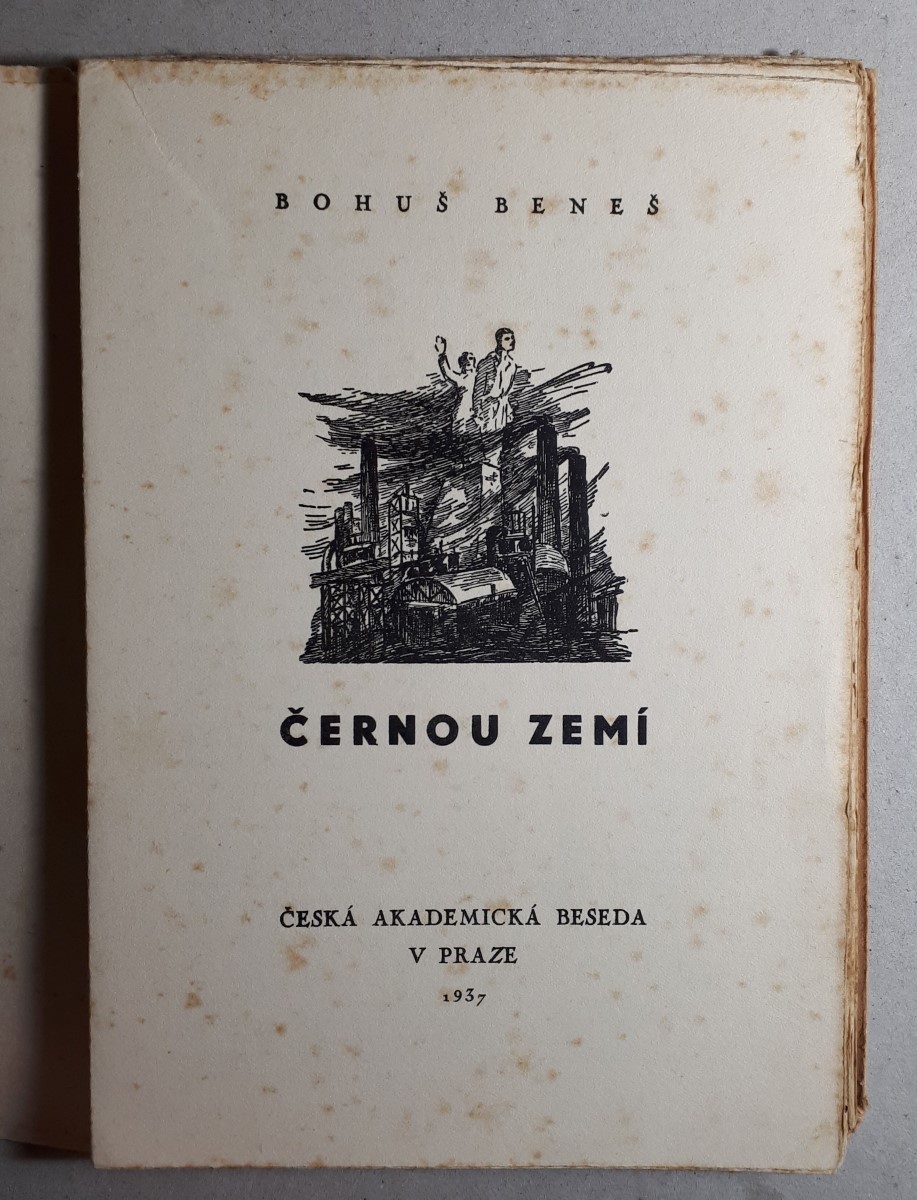 BOHUŠ BENEŠ
ČERNOU ZEMÍ
ČESKÁ AKADEMICKÁ BESEDA
V PRAZE
1937